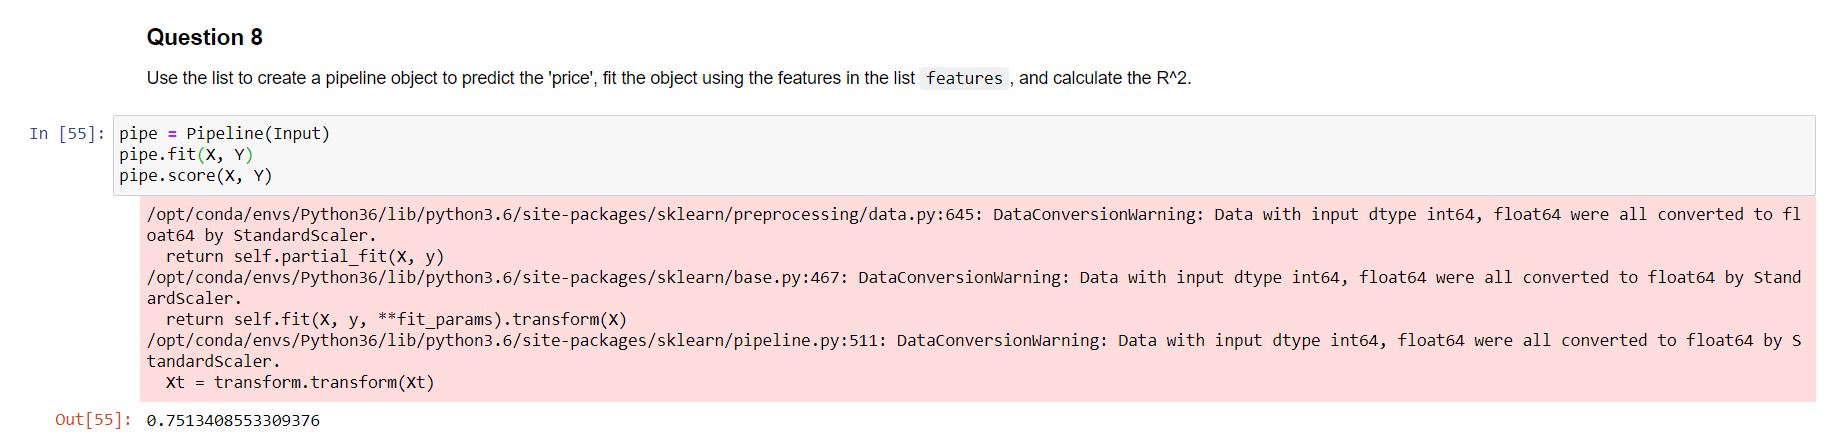 Question 8
Use the list to create a pipeline object to predict the 'price', fit the object using the features in the list features , and calculate the R^2.
In [55]: pipe = Pipeline(Input)
pipe.fit(X, Y)
pipe.score(X, Y)
/opt/conda/envs/Python36/lib/python3.6/site-packages/sklearn/preprocessing/data.py:645: DataConversionWarning: Data with input dtype int64, float64 were all converted to fl
oat64 by StandardScaler.
  return self.partial_fit(X, y)
/opt/conda/envs/Python36/lib/python3.6/site-packages/sklearn/base.py:467: DataConversionWarning: Data with input dtype int64, float64 were all converted to float64 by Stand
ardScaler.
  return self.fit(X, y, **fit_params).transform(X)
/opt/conda/envs/Python36/lib/python3.6/site-packages/sklearn/pipeline.py:511: DataConversionWarning: Data with input dtype int64, float64 were all converted to float64 by S
tandardScaler.
  Xt = transform.transform(Xt)
Out[55]: 0.7513408553309376